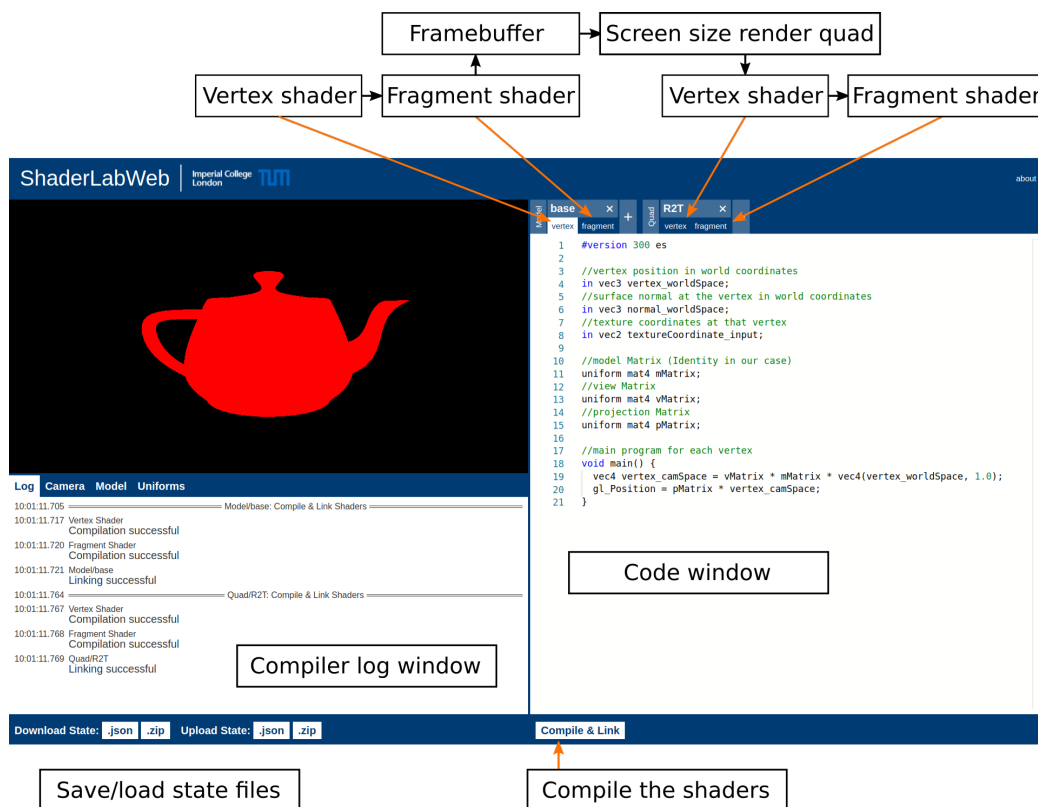 Framebuffer
Screen size render quad
Vertex shader
Fragment shader
Vertex shader
Fragment shader
ShaderLabWeb
Imperial College
London
TUM
about
Model
base ×
vertex fragment
+
Quad
R2T ×
vertex fragment
1 #version 300 es
2
3 //vertex position in world coordinates
4 in vec3 vertex_worldSpace;
5 //surface normal at the vertex in world coordinates
6 in vec3 normal_worldSpace;
7 //texture coordinates at that vertex
8 in vec2 textureCoordinate_input;
9
10 //model Matrix (Identity in our case)
11 uniform mat4 mMatrix;
12 //view Matrix
13 uniform mat4 vMatrix;
14 //projection Matrix
15 uniform mat4 pMatrix;
16
17 //main program for each vertex
18 void main() {
19 vec4 vertex_camSpace = vMatrix * mMatrix * vec4(vertex_worldSpace, 1.0);
20 gl_Position = pMatrix * vertex_camSpace;
21 }
Code window
Log Camera Model Uniforms
10:01:11.705 Model/base: Compile & Link Shaders
10:01:11.717 Vertex Shader
Compilation successful
10:01:11.720 Fragment Shader
Compilation successful
10:01:11.721 Model/base
Linking successful
10:01:11.764 Quad/R2T: Compile & Link Shaders
10:01:11.767 Vertex Shader
Compilation successful
10:01:11.768 Fragment Shader
Compilation successful
10:01:11.769 Quad/R2T
Linking successful
Compiler log window
Download State: .json .zip Upload State: .json .zip
Compile & Link
Save/load state files
Compile the shaders